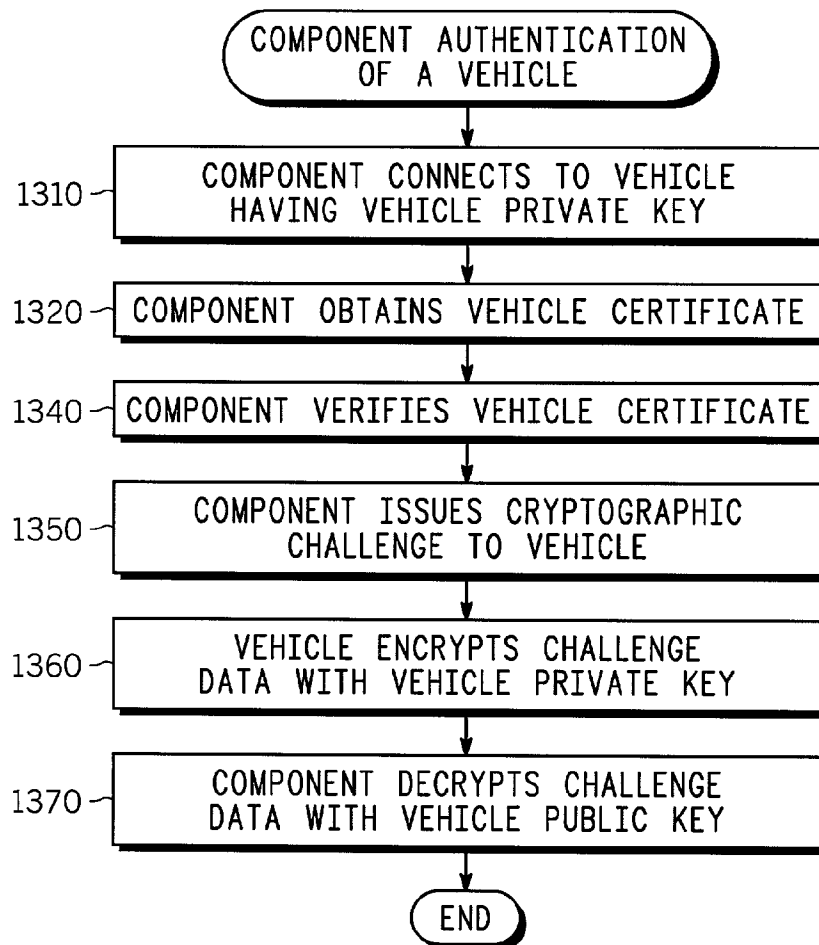 COMPONENT AUTHENTICATION
OF A VEHICLE
1310
COMPONENT CONNECTS TO VEHICLE
HAVING VEHICLE PRIVATE KEY
1320
COMPONENT OBTAINS VEHICLE CERTIFICATE
1340
COMPONENT VERIFIES VEHICLE CERTIFICATE
1350
COMPONENT ISSUES CRYPTOGRAPHIC
CHALLENGE TO VEHICLE
1360
VEHICLE ENCRYPTS CHALLENGE
DATA WITH VEHICLE PRIVATE KEY
1370
COMPONENT DECRYPTS CHALLENGE
DATA WITH VEHICLE PUBLIC KEY
END